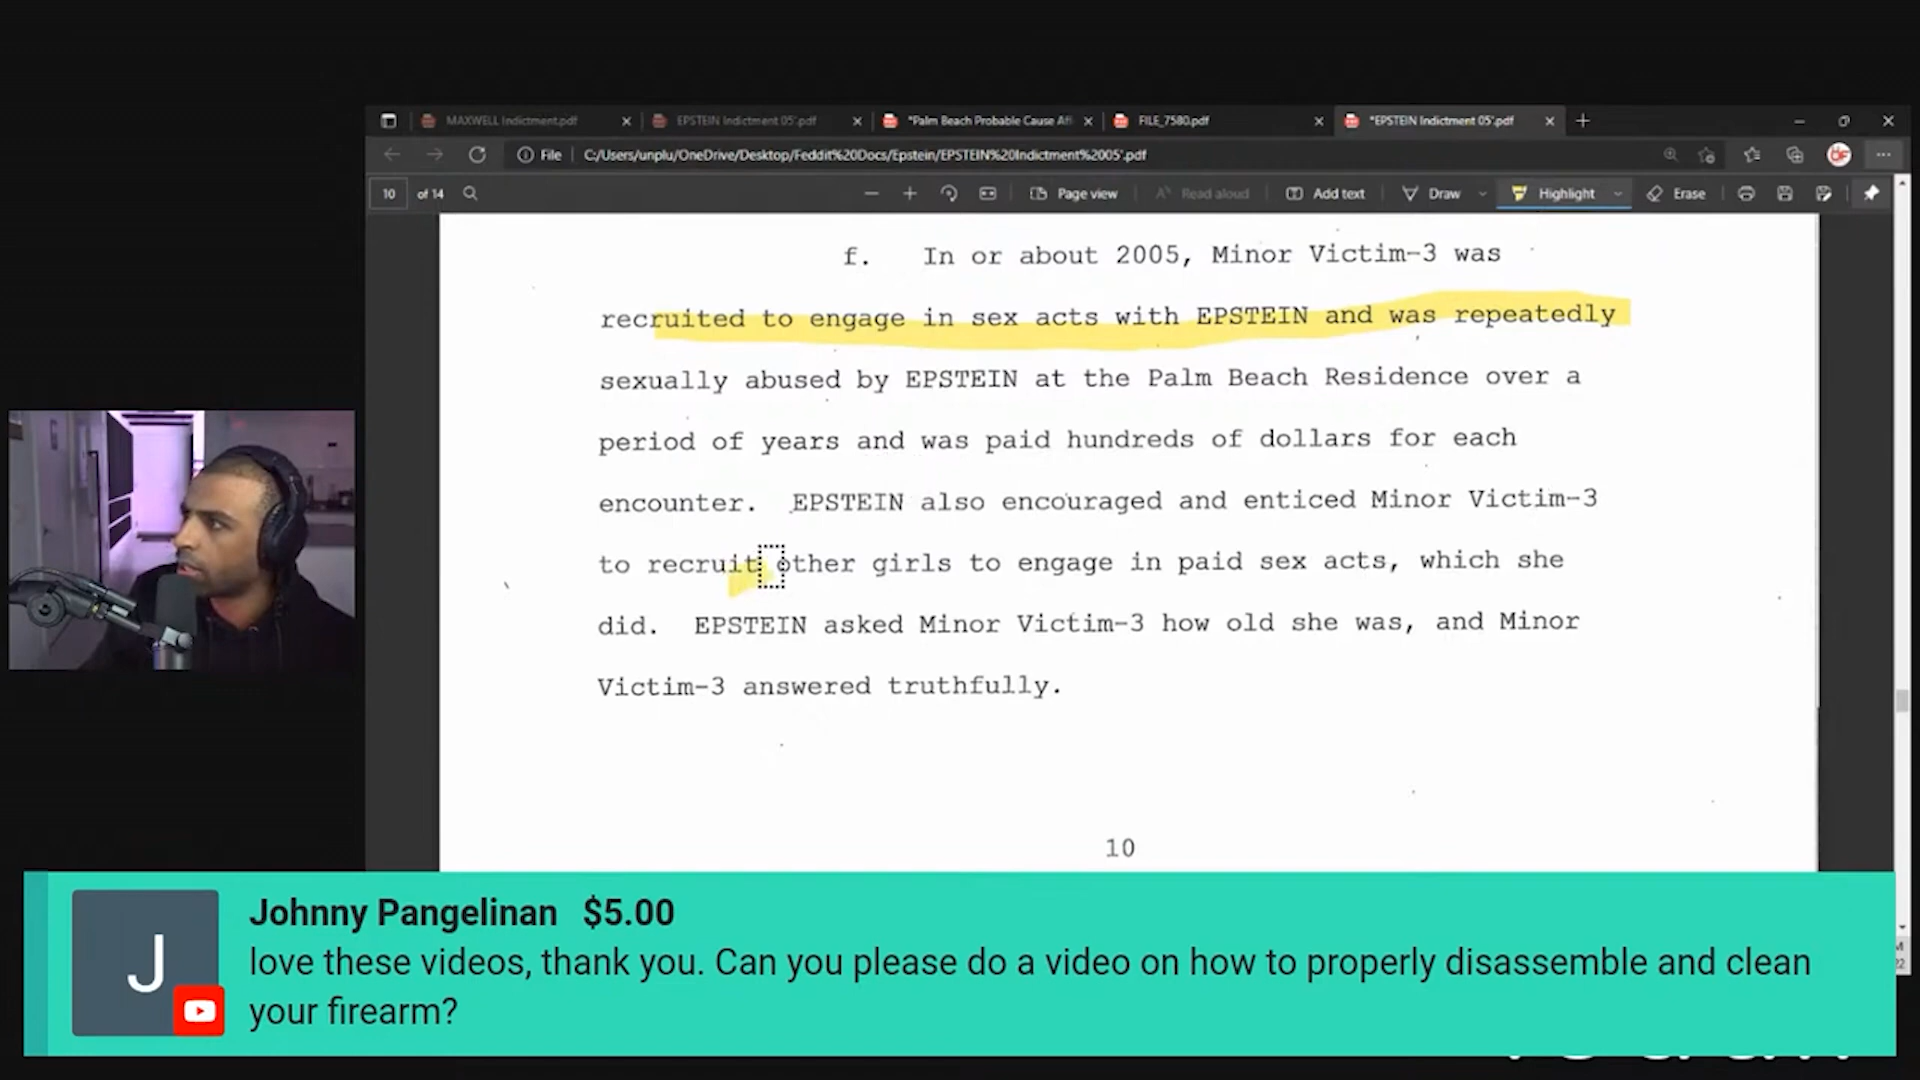 MAXWELL Indictment.pdf
EPSTEIN Indictment 05'.pdf
*Palm Beach Probable Cause Aff
FILE_7580.pdf
*EPSTEIN Indictment 05'.pdf
File C:/Users/unplu/OneDrive/Desktop/Feddit%20Docs/Epstein/EPSTEIN%20Indictment%2005'.pdf
10 of 14 Page view Read aloud Add text Draw Highlight Erase
f. In or about 2005, Minor Victim-3 was
recruited to engage in sex acts with EPSTEIN and was repeatedly
sexually abused by EPSTEIN at the Palm Beach Residence over a
period of years and was paid hundreds of dollars for each
encounter. EPSTEIN also encouraged and enticed Minor Victim-3
to recruit other girls to engage in paid sex acts, which she
did. EPSTEIN asked Minor Victim-3 how old she was, and Minor
Victim-3 answered truthfully.
10
J
Johnny Pangelinan $5.00
love these videos, thank you. Can you please do a video on how to properly disassemble and clean
your firearm?